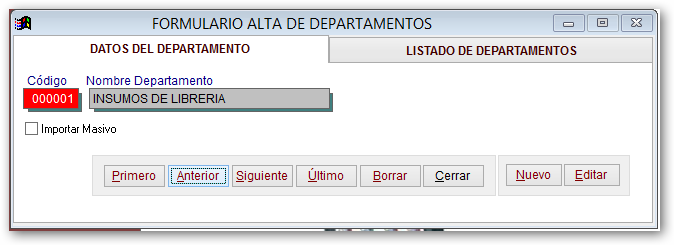 FORMULARIO ALTA DE DEPARTAMENTOS
DATOS DEL DEPARTAMENTO LISTADO DE DEPARTAMENTOS
Código Nombre Departamento
000001 INSUMOS DE LIBRERIA
Importar Masivo
Primero Anterior Siguiente Último Borrar Cerrar Nuevo Editar